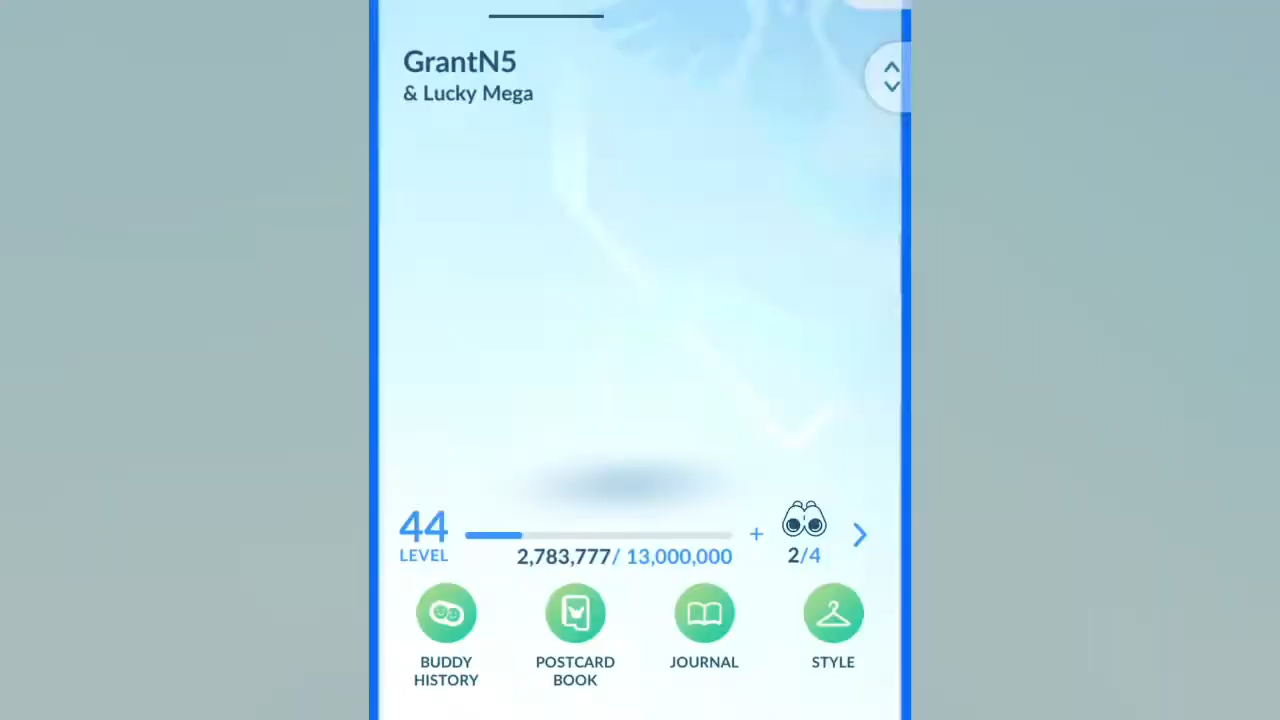 GrantN5
& Lucky Mega
44
LEVEL
2,783,777/ 13,000,000
+
2/4
BUDDY
HISTORY
POSTCARD
BOOK
JOURNAL
STYLE